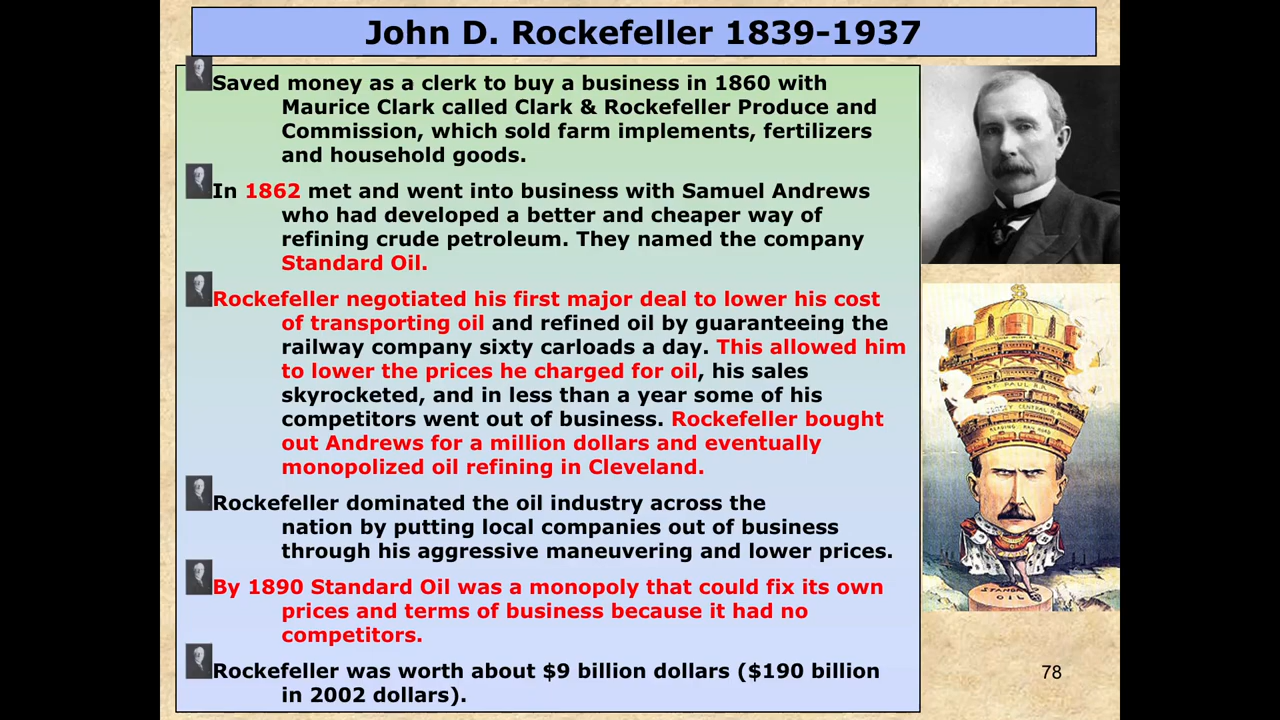 John D. Rockefeller 1839-1937
Saved money as a clerk to buy a business in 1860 with
Maurice Clark called Clark & Rockefeller Produce and
Commission, which sold farm implements, fertilizers
and household goods.
In 1862 met and went into business with Samuel Andrews
who had developed a better and cheaper way of
refining crude petroleum. They named the company
Standard Oil.
Rockefeller negotiated his first major deal to lower his cost
of transporting oil and refined oil by guaranteeing the
railway company sixty carloads a day. This allowed him
to lower the prices he charged for oil, his sales
skyrocketed, and in less than a year some of his
competitors went out of business. Rockefeller bought
out Andrews for a million dollars and eventually
monopolized oil refining in Cleveland.
Rockefeller dominated the oil industry across the
nation by putting local companies out of business
through his aggressive maneuvering and lower prices.
By 1890 Standard Oil was a monopoly that could fix its own
prices and terms of business because it had no
competitors.
Rockefeller was worth about $9 billion dollars ($190 billion
in 2002 dollars).
ST. PAUL R.R.
JERSEY CENTRAL R.R.
READING RAIL ROAD
STANDARD
OIL
78